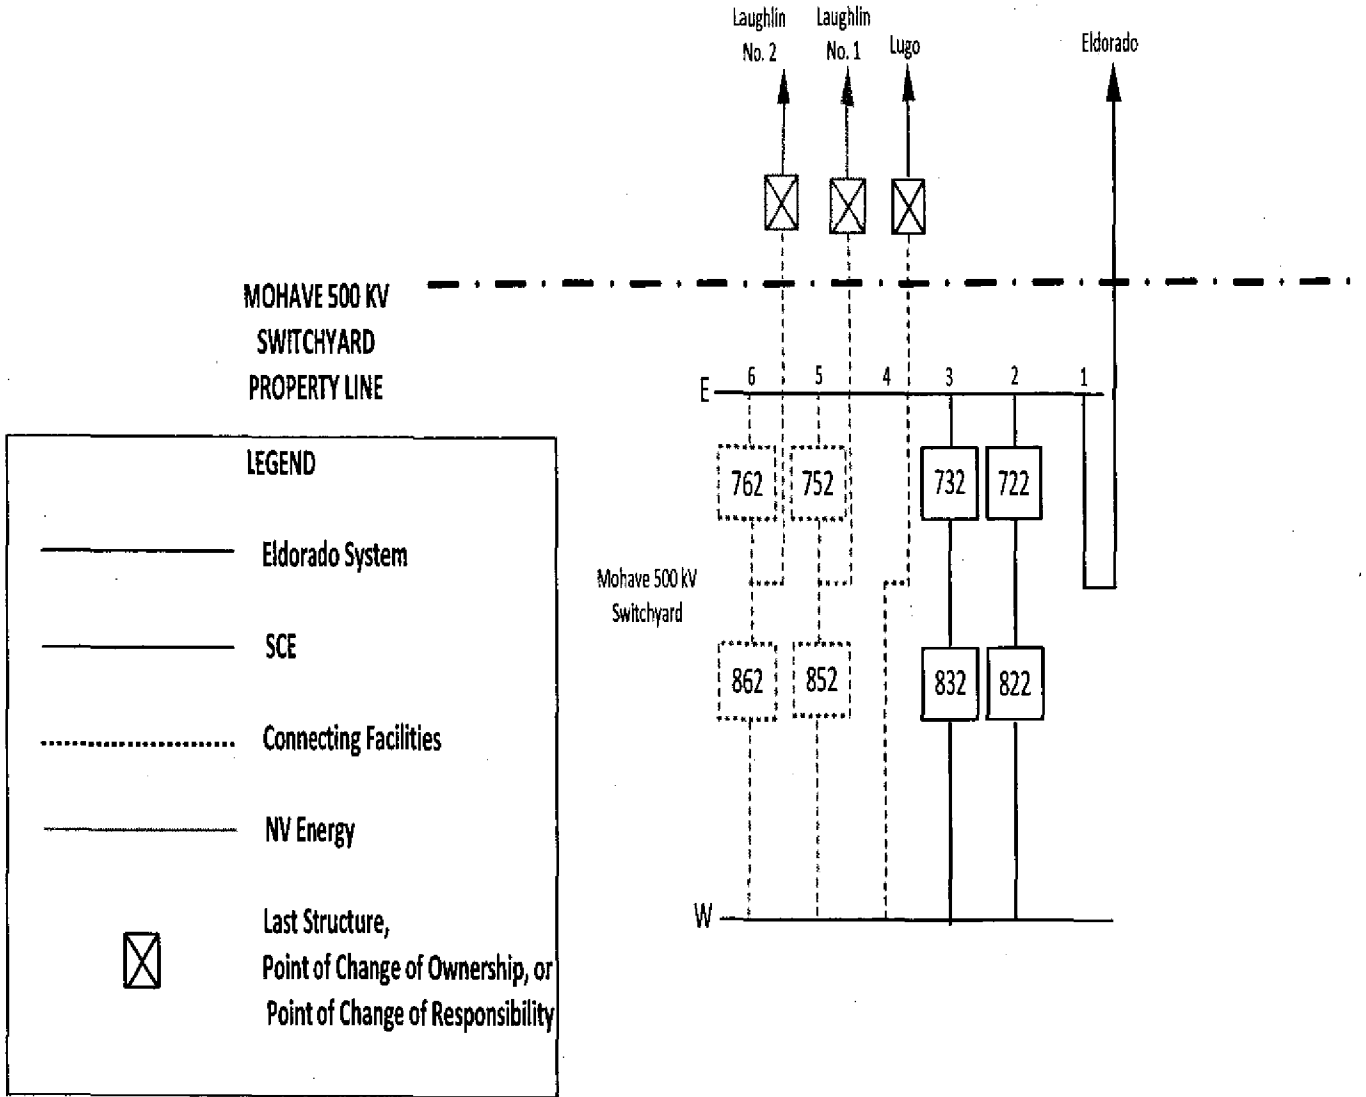 Laughlin
No. 2
Laughlin
No. 1
Lugo
Eldorado
MOHAVE 500 KV
SWITCHYARD
PROPERTY LINE
E
6
5
4
3
2
1
762
752
732
722
Mohave 500 kV
Switchyard
862
852
832
822
W
LEGEND
Eldorado System
SCE
Connecting Facilities
NV Energy
Last Structure,
Point of Change of Ownership, or
Point of Change of Responsibility